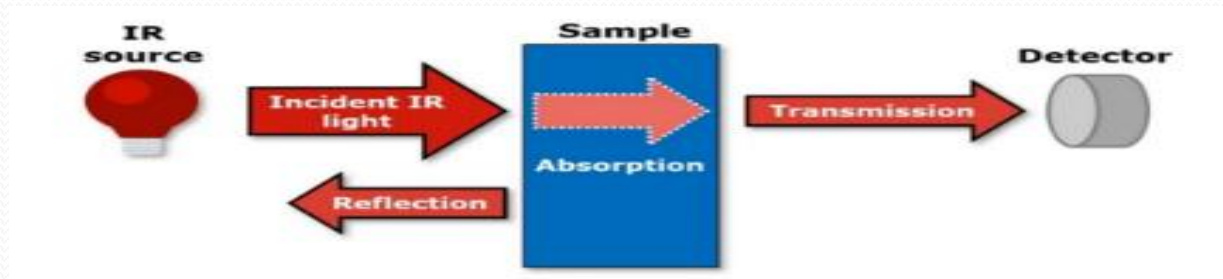 IR
source
Sample
Detector
Incident IR
light
Transmission
Absorption
Reflection